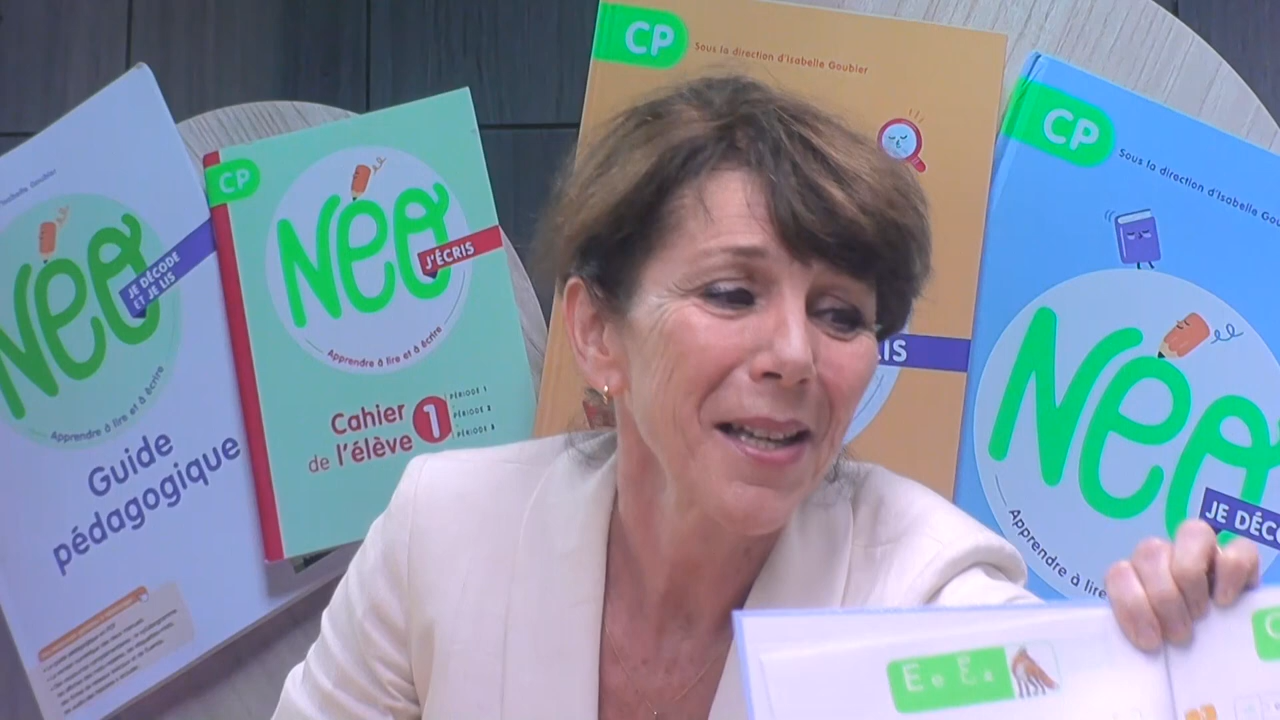 Isabelle Goubier
Néo
JE DÉCODE
ET JE LIS
Apprendre à lire et à écrire
Guide
pédagogique
CP
Néo
J'ÉCRIS
Apprendre à lire et à écrire
Cahier
de l'élève
1
PÉRIODE 1
PÉRIODE 2
PÉRIODE 3
CP
Sous la direction d'Isabelle Goubier
LIS
CP
Sous la direction d'Isabelle Gou
Néo
JE DÉCO
Apprendre à lire
E e